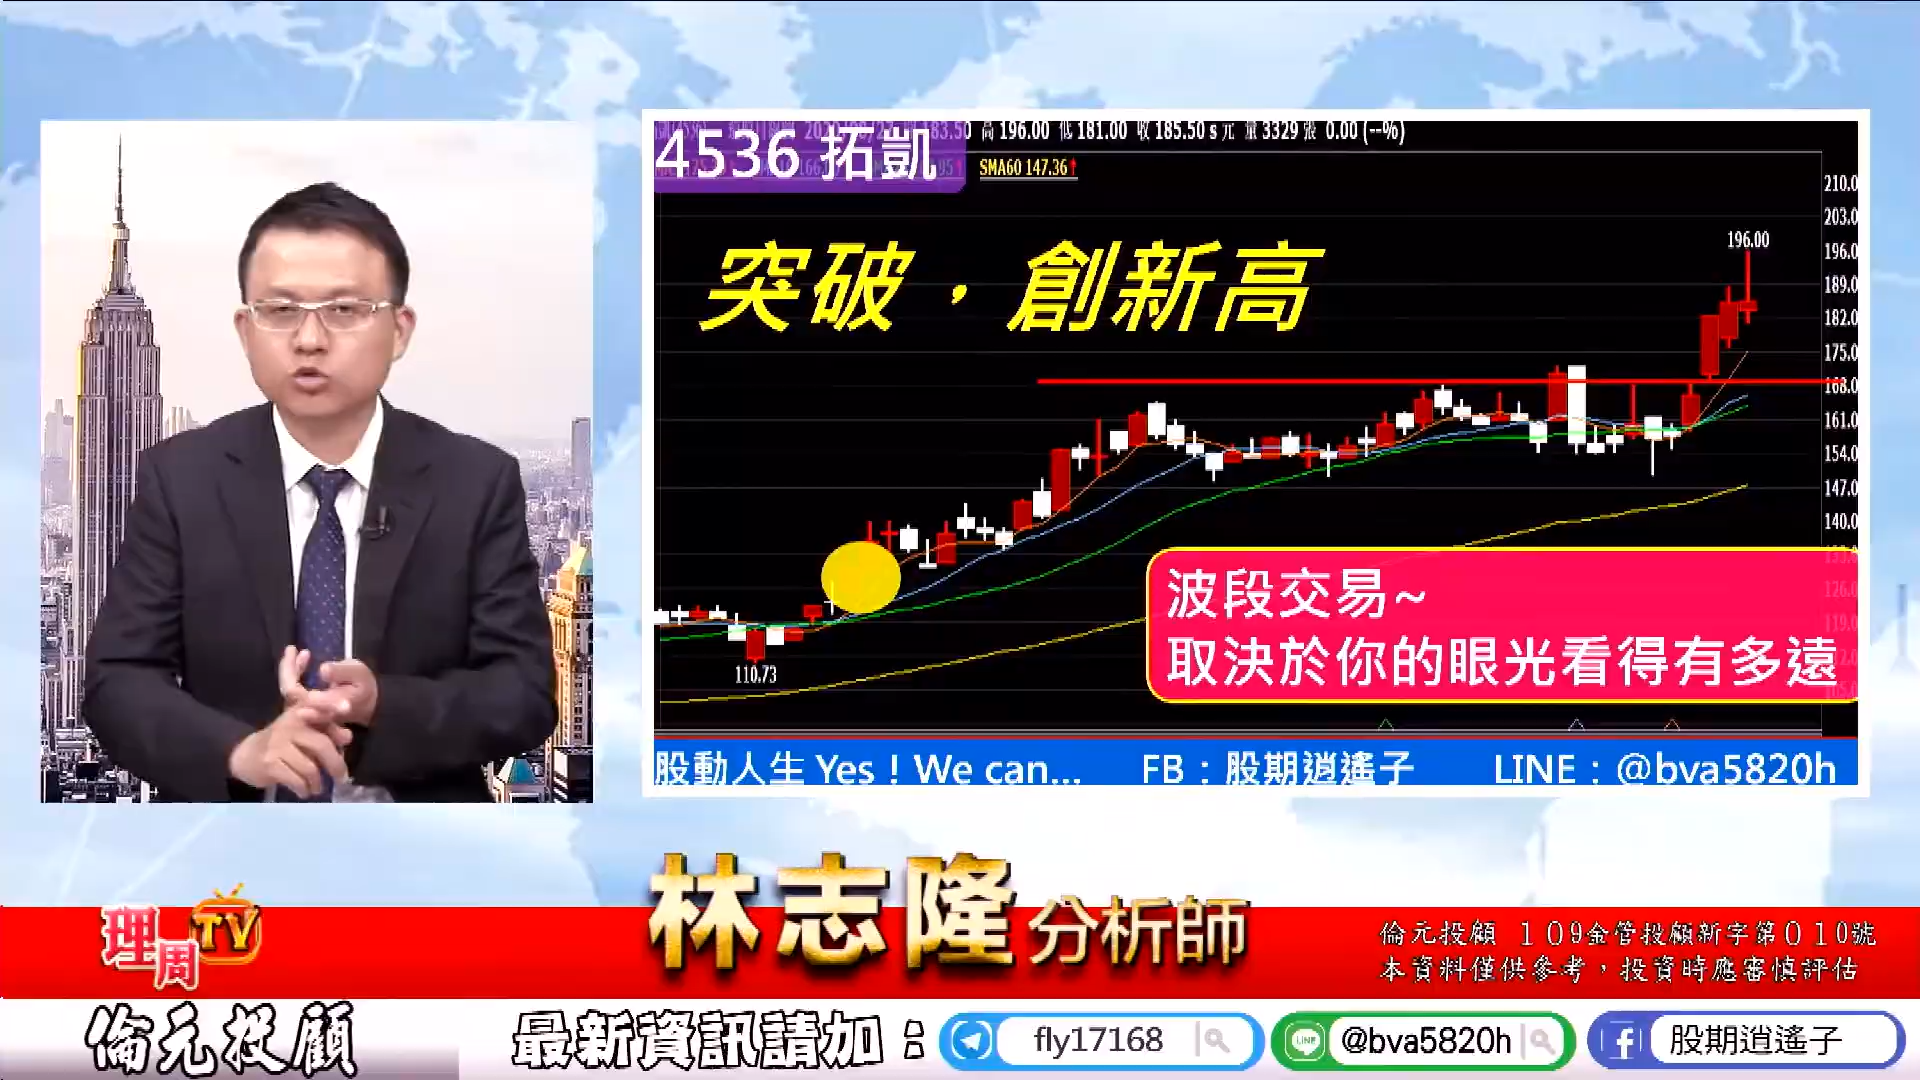 4536 拓凱
高 196.00 低 181.00 收 185.50 s 元 量 3329 張 0.00 (--%)
SMA60 147.36↑
突破，創新高
196.00
110.73
210.0
203.0
196.0
189.0
182.0
175.0
168.0
161.0
154.0
147.0
140.0
波段交易~
取決於你的眼光看得有多遠
股動人生 Yes！We can... FB：股期逍遙子 LINE：@bva5820h
林志隆 分析師
理周TV
倫元投顧 １０９金管投顧新字第０１０號
本資料僅供參考，投資時應審慎評估
倫元投顧
最新資訊請加：
fly17168
LINE
@bva5820h
股期逍遙子